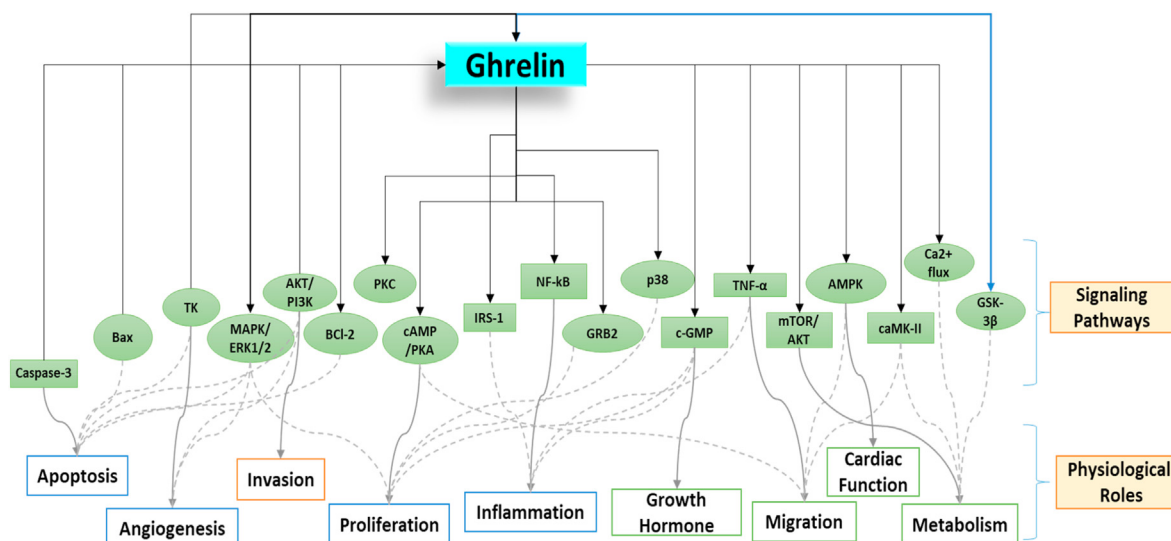 Ghrelin
Ca2+
flux
NF-kB
p38
TNF-α
AMPK
PKC
AKT/
PI3K
TK
GSK-
3β
Signaling
Pathways
IRS-1
Bax
MAPK/
ERK1/2
BCl-2
cAMP
/PKA
GRB2
c-GMP
mTOR/
AKT
caMK-II
Caspase-3
Apoptosis
Invasion
Cardiac
Function
Physiological
Roles
Angiogenesis
Proliferation
Inflammation
Growth
Hormone
Migration
Metabolism